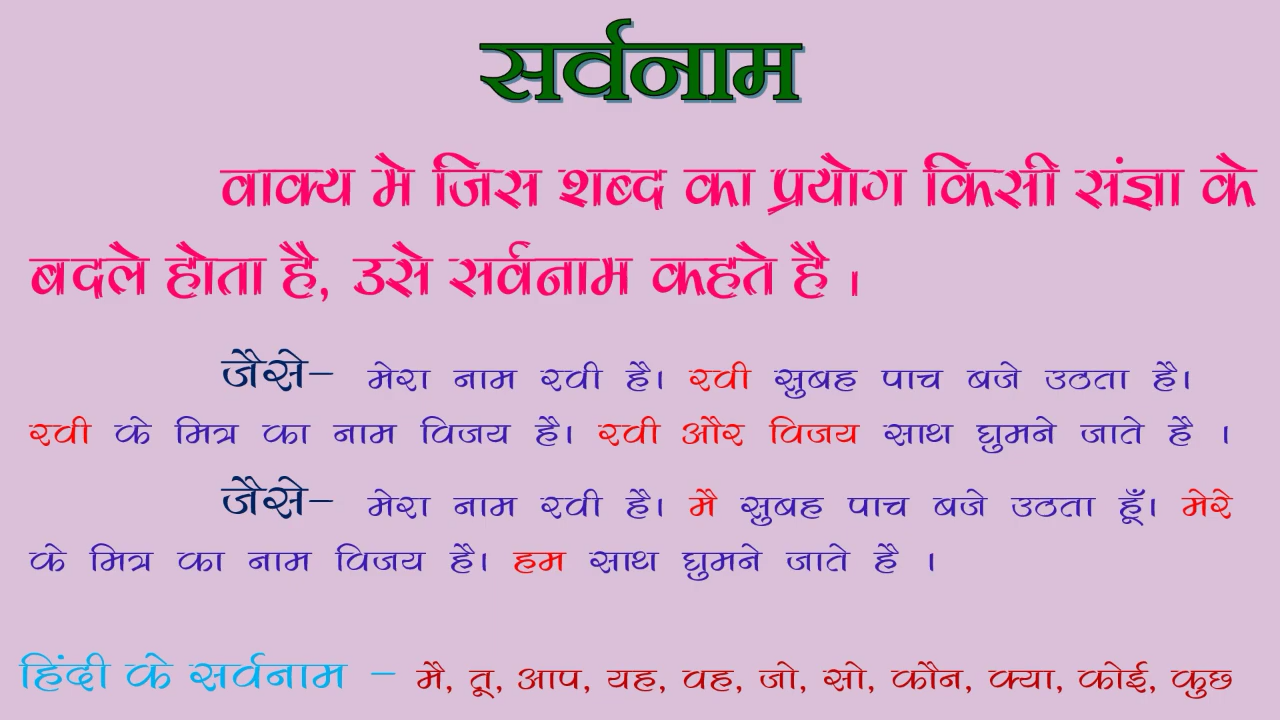 सर्वनाम
वाक्य मे जिस शब्द का प्रयोग किसी संज्ञा के
बदले होता है, उसे सर्वनाम कहते है ।
जैसे- मेरा नाम रवी है। रवी सुबह पाच बजे उठता है।
रवी के मित्र का नाम विजय है। रवी और विजय साथ घुमने जाते है ।
जैसे- मेरा नाम रवी है। मै सुबह पाच बजे उठता हूँ। मेरे
के मित्र का नाम विजय है। हम साथ घुमने जाते है ।
हिंदी के सर्वनाम - मै, तू, आप, यह, वह, जो, सो, कौन, क्या, कोई, कुछ